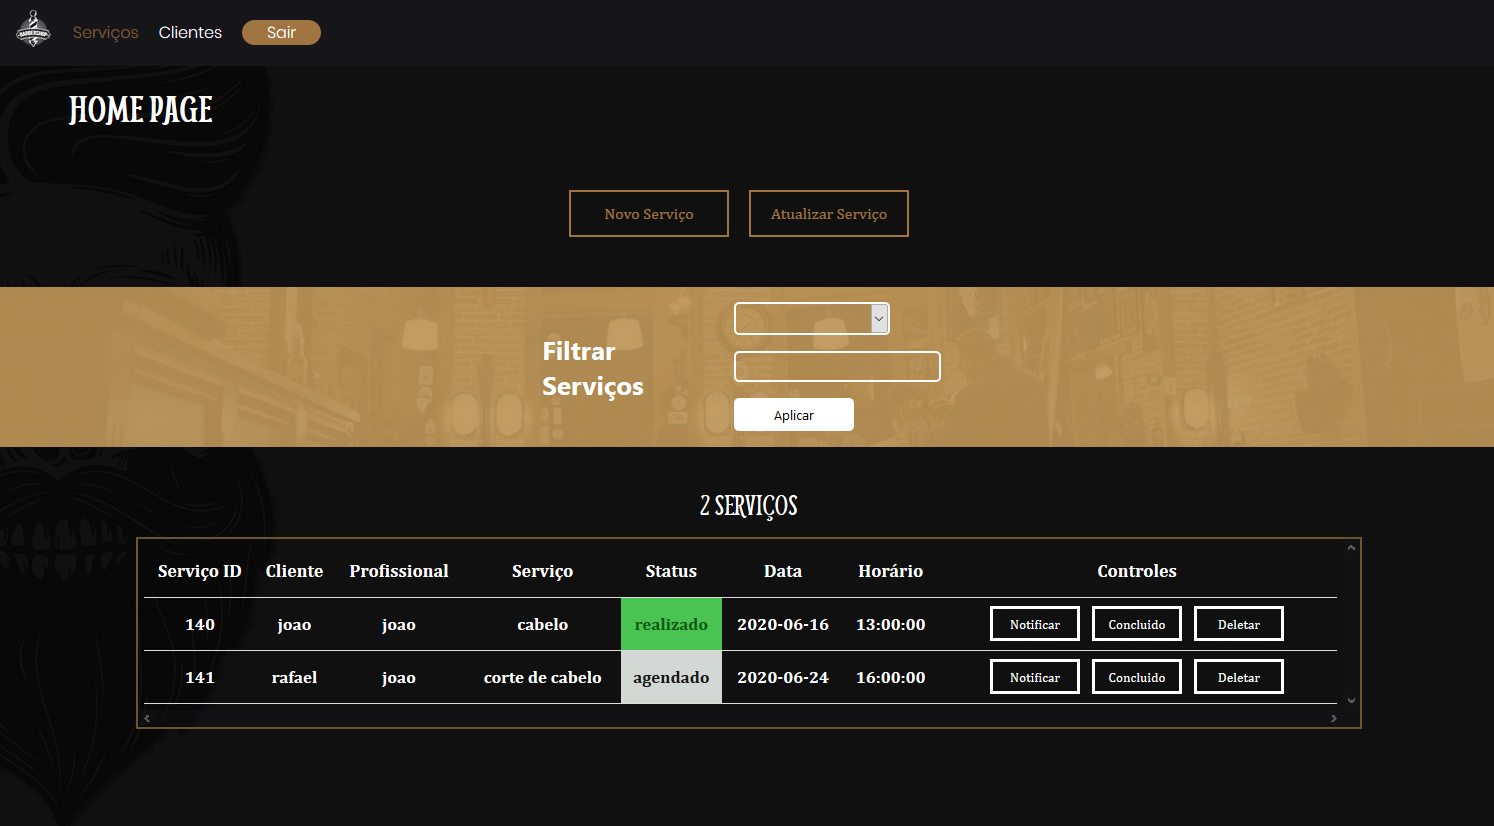 BARBERSHOP
Serviços Clientes Sair
HOME PAGE
Novo Serviço Atualizar Serviço
Filtrar
Serviços
Aplicar
2 SERVIÇOS
Serviço ID Cliente Profissional Serviço Status Data Horário Controles
140 joao joao cabelo realizado 2020-06-16 13:00:00 Notificar Concluido Deletar
141 rafael joao corte de cabelo agendado 2020-06-24 16:00:00 Notificar Concluido Deletar